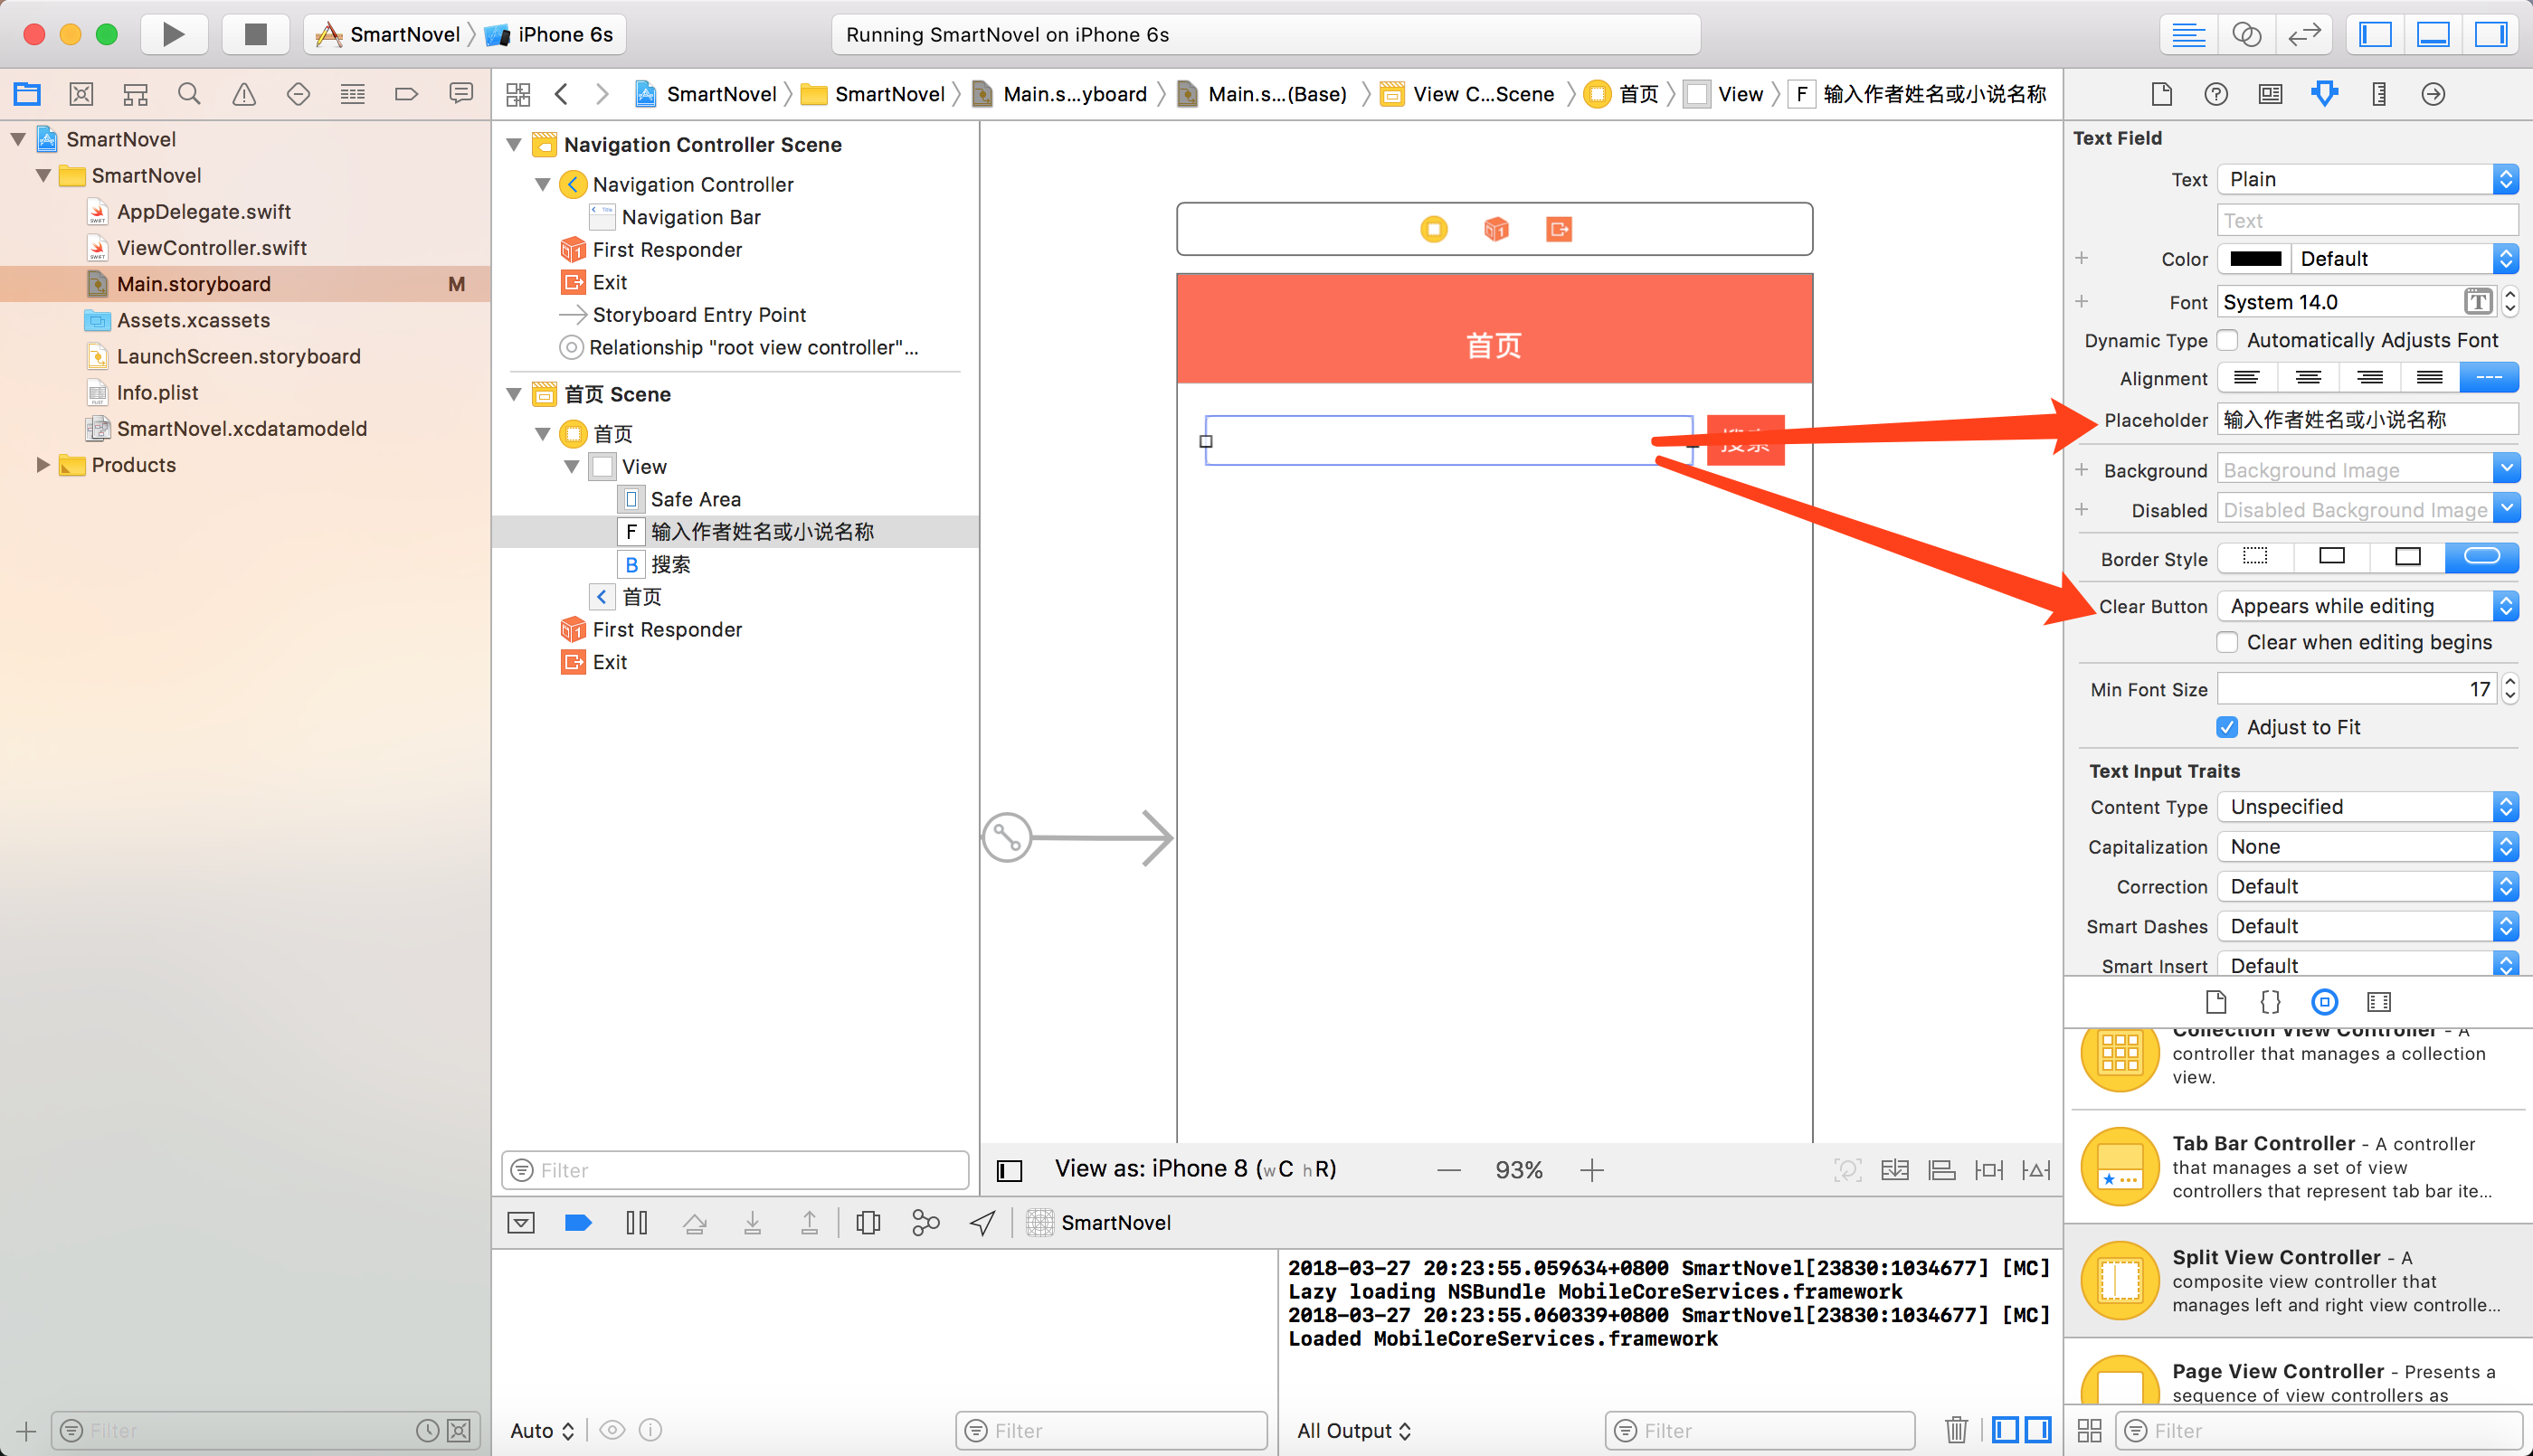 SmartNovel
iPhone 6s
Running SmartNovel on iPhone 6s
SmartNovel
SmartNovel
Main.s...yboard
Main.s...(Base)
View C...Scene
首页
View
F
输入作者姓名或小说名称
SmartNovel
SmartNovel
AppDelegate.swift
ViewController.swift
Main.storyboard
M
Assets.xcassets
LaunchScreen.storyboard
Info.plist
SmartNovel.xcdatamodeld
Products
Filter
Navigation Controller Scene
Navigation Controller
Navigation Bar
First Responder
Exit
Storyboard Entry Point
Relationship "root view controller"...
首页 Scene
首页
View
Safe Area
F 输入作者姓名或小说名称
B 搜索
首页
First Responder
Exit
Filter
首页
View as: iPhone 8 (wC hR)
93%
Text Field
Text
Plain
Text
Color
Default
Font
System 14.0
Dynamic Type
Automatically Adjusts Font
Alignment
Placeholder
输入作者姓名或小说名称
Background
Background Image
Disabled
Disabled Background Image
Border Style
Clear Button
Appears while editing
Clear when editing begins
Min Font Size
17
Adjust to Fit
Text Input Traits
Content Type
Unspecified
Capitalization
None
Correction
Default
Smart Dashes
Default
Smart Insert
Default
Collection View Controller - A
controller that manages a collection
view.
Tab Bar Controller - A controller
that manages a set of view
controllers that represent tab bar ite...
Split View Controller - A
composite view controller that
manages left and right view controlle...
Page View Controller - Presents a
sequence of view controllers as
Filter
SmartNovel
2018-03-27 20:23:55.059634+0800 SmartNovel[23830:1034677] [MC]
Lazy loading NSBundle MobileCoreServices.framework
2018-03-27 20:23:55.060339+0800 SmartNovel[23830:1034677] [MC]
Loaded MobileCoreServices.framework
Auto
Filter
All Output
Filter